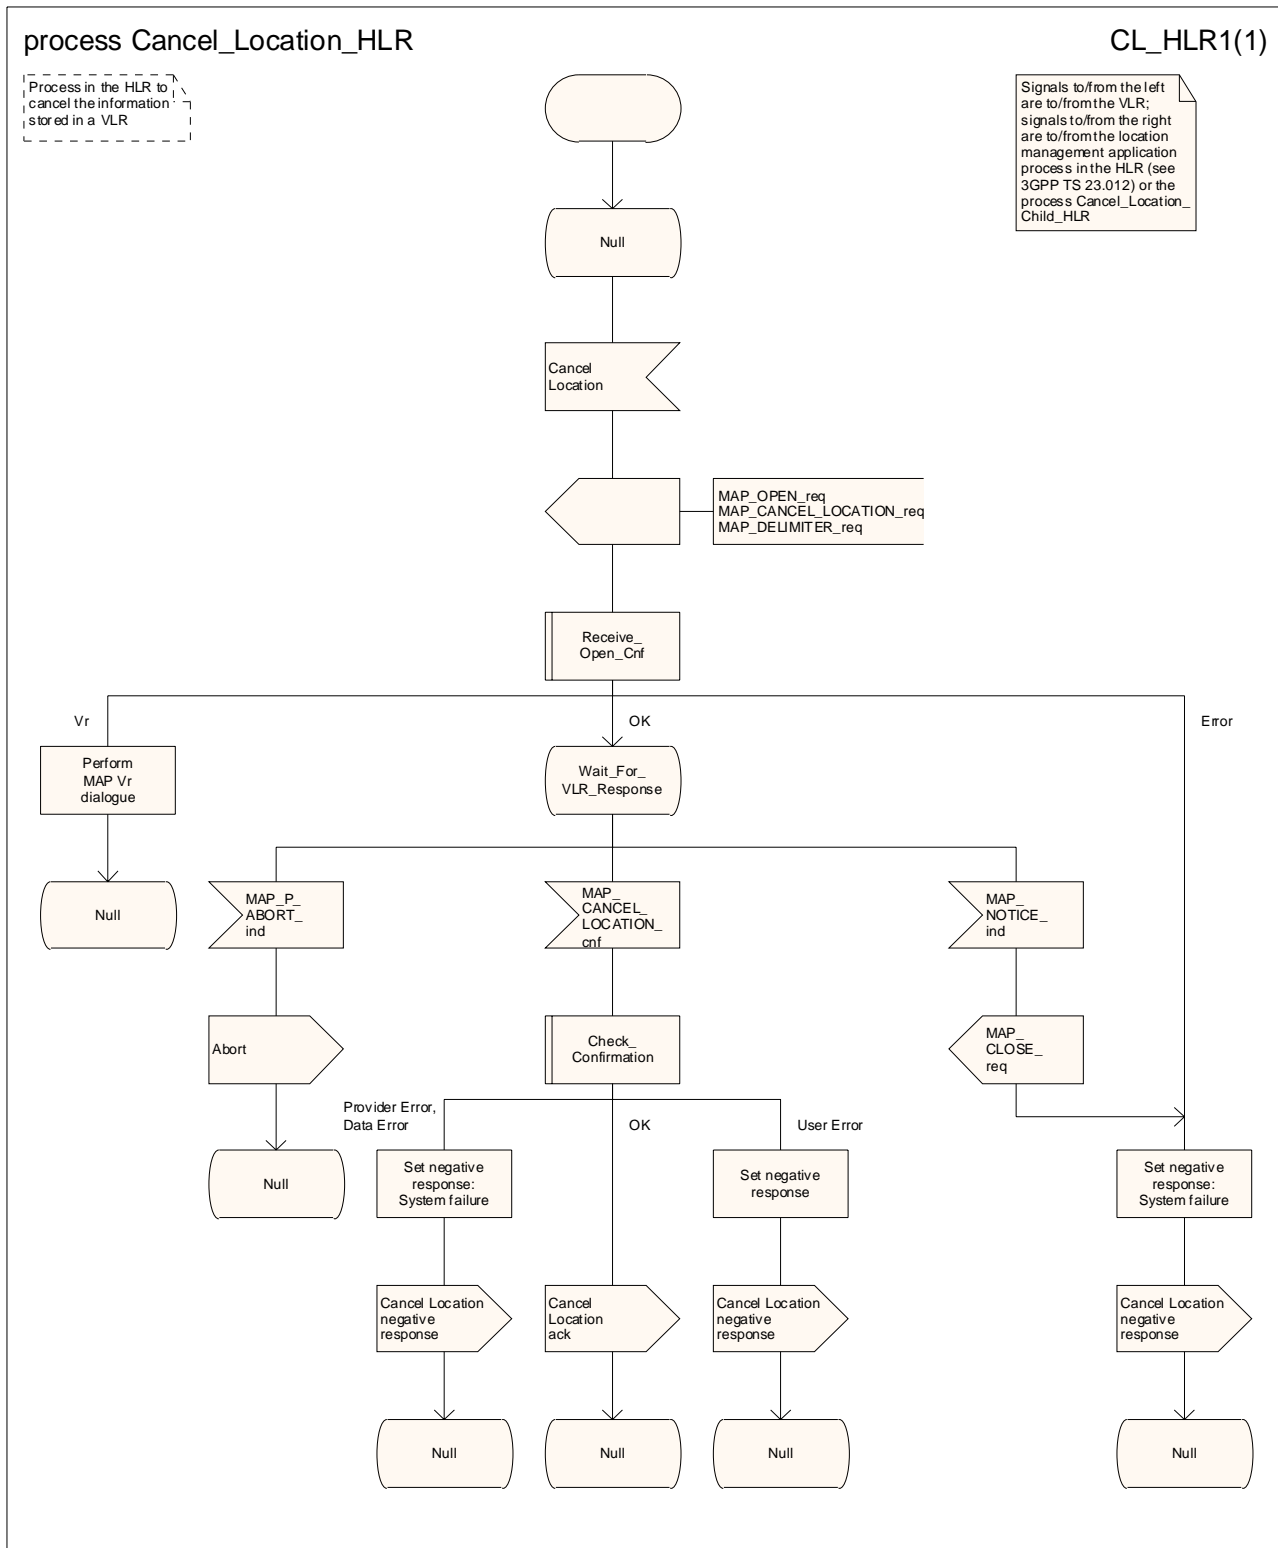 process Cancel_Location_HLR
CL_HLR1(1)
Process in the HLR to
cancel the information
stored in a VLR
Signals to/from the left
are to/from the VLR;
signals to/from the right
are to/from the location
management application
process in the HLR (see
3GPP TS 23.012) or the
process Cancel_Location_
Child_HLR
Null
Cancel
Location
MAP_OPEN_req
MAP_CANCEL_LOCATION_req
MAP_DELIMITER_req
Receive_
Open_Cnf
Vr
OK
Error
Perform
MAP Vr
dialogue
Wait_For_
VLR_Response
Null
MAP_P_
ABORT_
ind
MAP_
CANCEL_
LOCATION_
cnf
MAP_
NOTICE_
ind
Abort
Check_
Confirmation
MAP_
CLOSE_
req
Provider Error,
Data Error
OK
User Error
Null
Set negative
response:
System failure
Set negative
response
Set negative
response:
System failure
Cancel Location
negative
response
Cancel
Location
ack
Cancel Location
negative
response
Cancel Location
negative
response
Null
Null
Null
Null